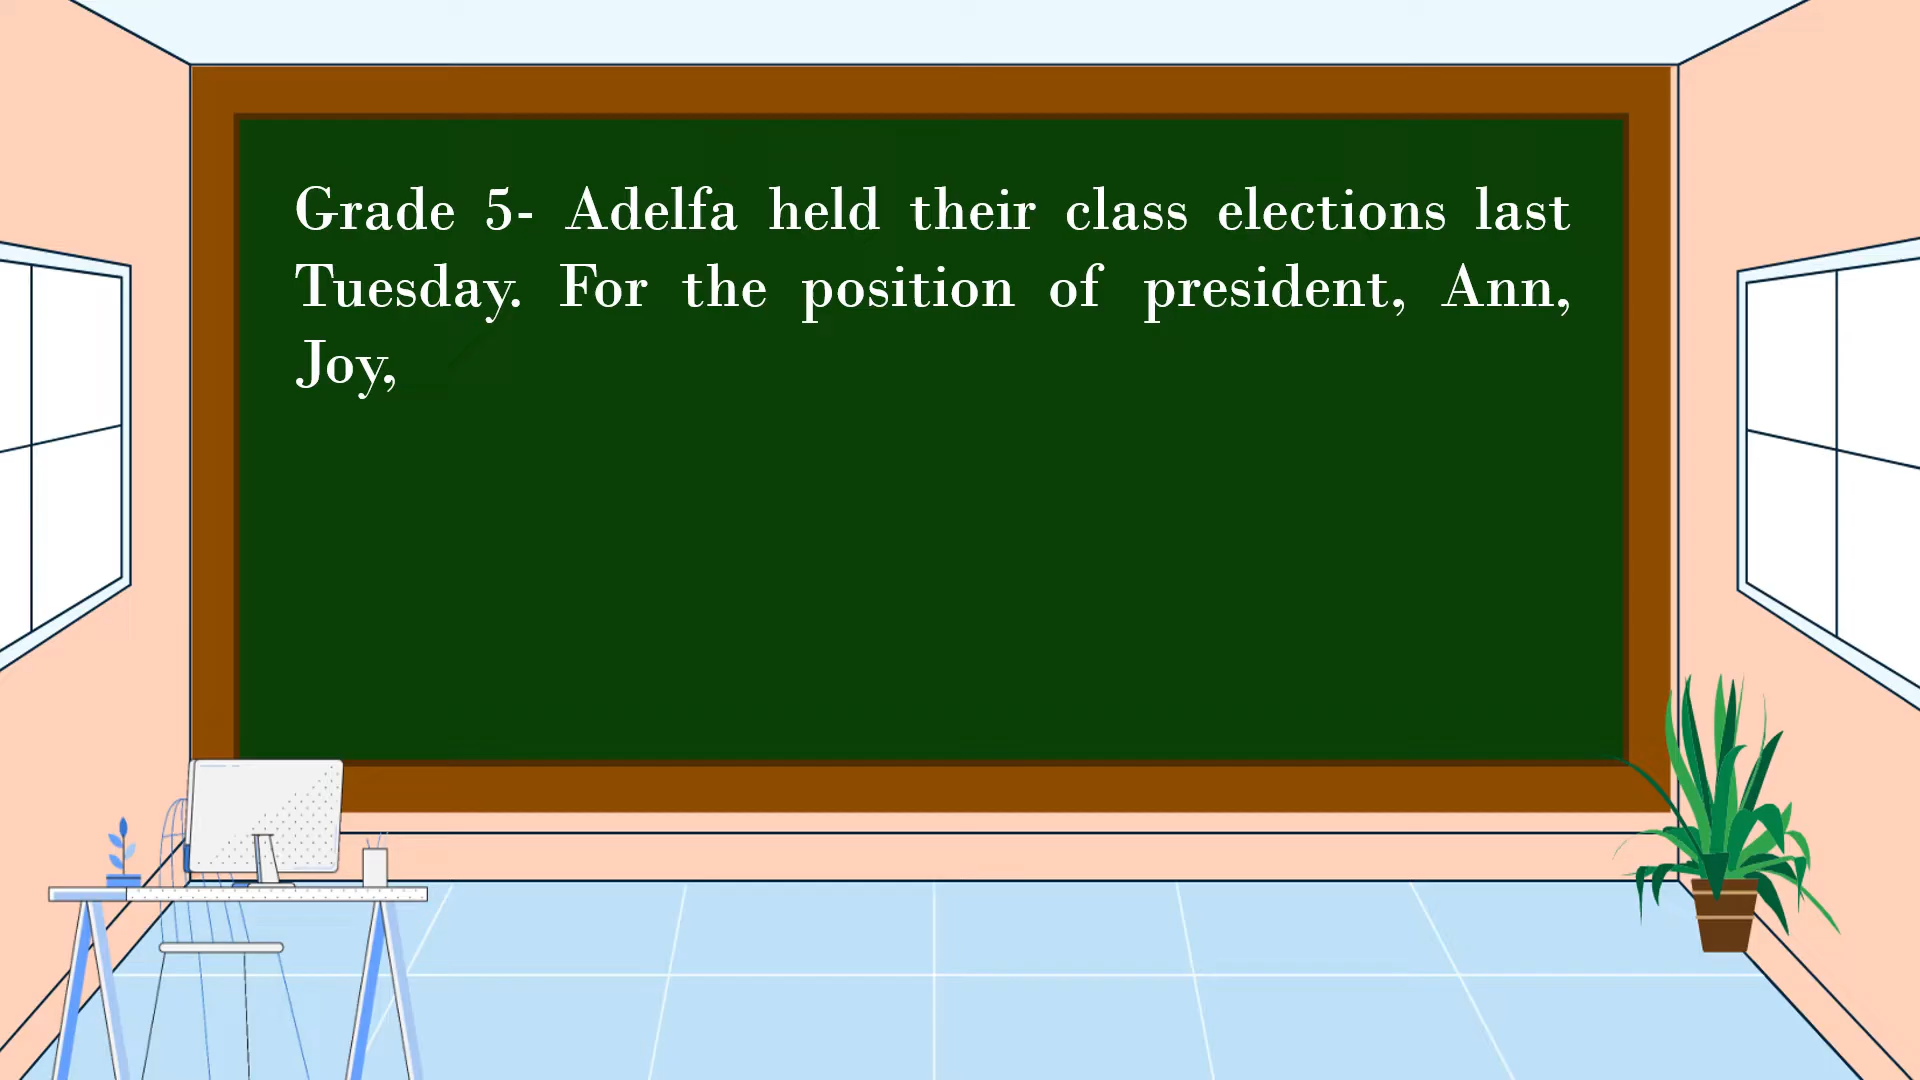 Grade 5- Adelfa held their class elections last
Tuesday. For the position of president, Ann,
Joy,